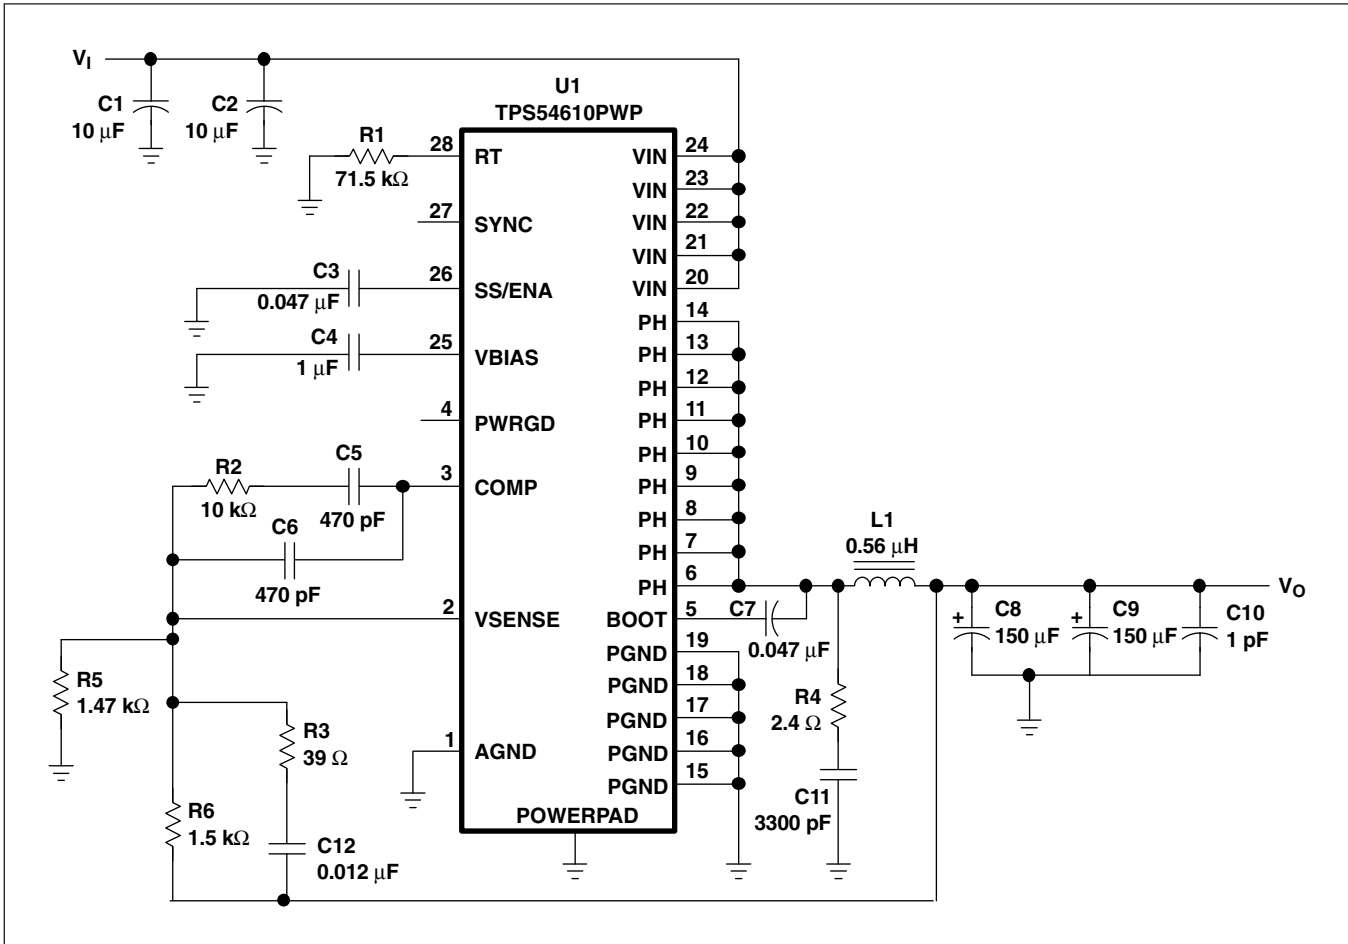 V_I
C1
10 μF
C2
10 μF
U1
TPS54610PWP
R1
71.5 kΩ
28
RT
27
SYNC
C3
0.047 μF
26
SS/ENA
C4
1 μF
25
VBIAS
4
PWRGD
R2
10 kΩ
C5
470 pF
3
COMP
C6
470 pF
2
VSENSE
R5
1.47 kΩ
R3
39 Ω
R6
1.5 kΩ
C12
0.012 μF
1
AGND
POWERPAD
VIN 24
VIN 23
VIN 22
VIN 21
VIN 20
PH 14
PH 13
PH 12
PH 11
PH 10
PH 9
PH 8
PH 7
PH 6
BOOT 5
PGND 19
PGND 18
PGND 17
PGND 16
PGND 15
C7
0.047 μF
L1
0.56 μH
R4
2.4 Ω
C11
3300 pF
V_O
+ C8
150 μF
+ C9
150 μF
C10
1 pF